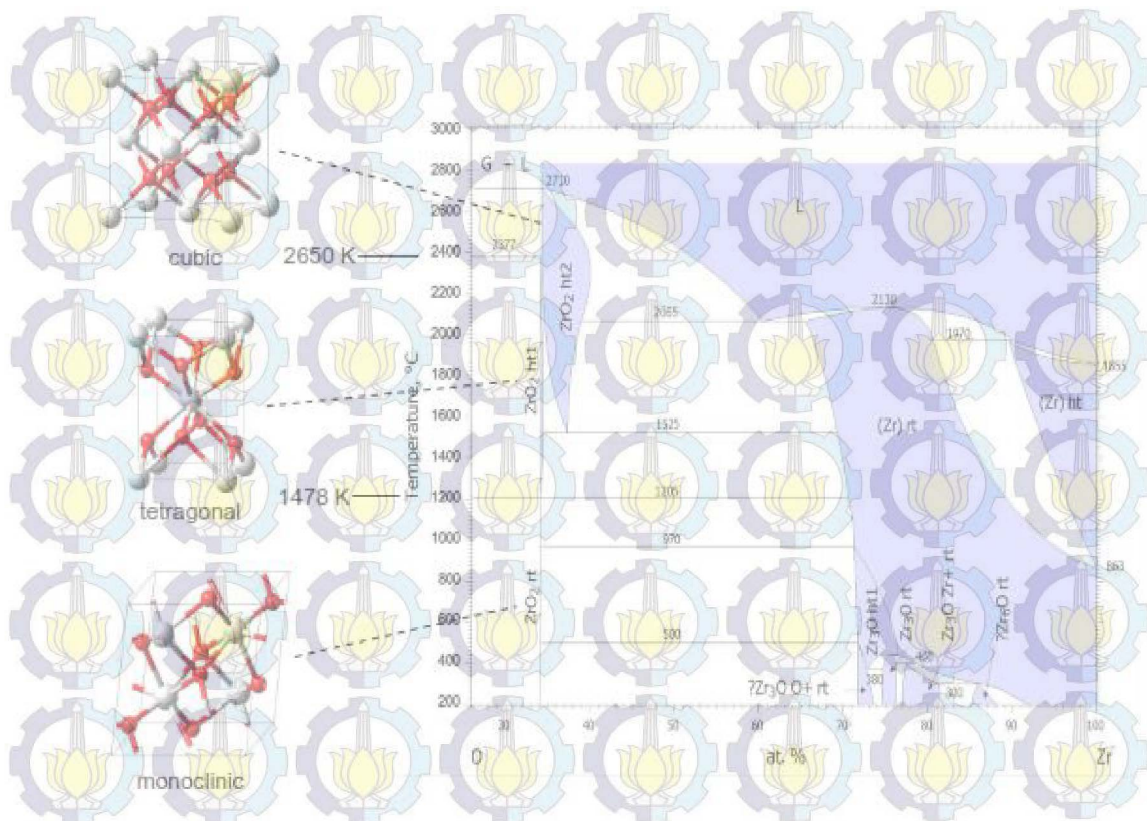 cubic
2650 K
tetragonal
1478 K
monoclinic
Temperature, °C
3000
2800
2600
2400
2200
2000
1800
1600
1400
1200
1000
800
600
400
200
G + L
2710
2377
L
ZrO₂ ht2
ZrO₂ ht1
ZrO₂ rt
2065
2130
1970
1855
(Zr) ht
(Zr) rt
1525
1205
970
863
500
Zr₃O ht1
Zr₃O rt
Zr₃O Zr+ rt
?Zr₆O rt
?Zr₃O O+ rt
380
300
30
40
50
60
70
80
90
100
O
at. %
Zr